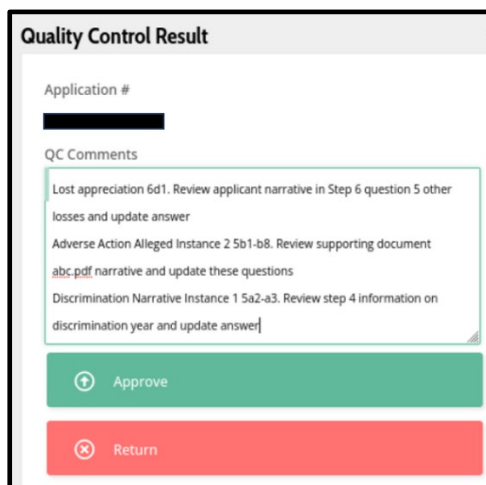 Quality Control Result
Application #
QC Comments
Lost appreciation 6d1. Review applicant narrative in Step 6 question 5 other
losses and update answer
Adverse Action Alleged Instance 2 5b1-b8. Review supporting document
abc.pdf narrative and update these questions
Discrimination Narrative Instance 1 5a2-a3. Review step 4 information on
discrimination year and update answer
Approve
Return